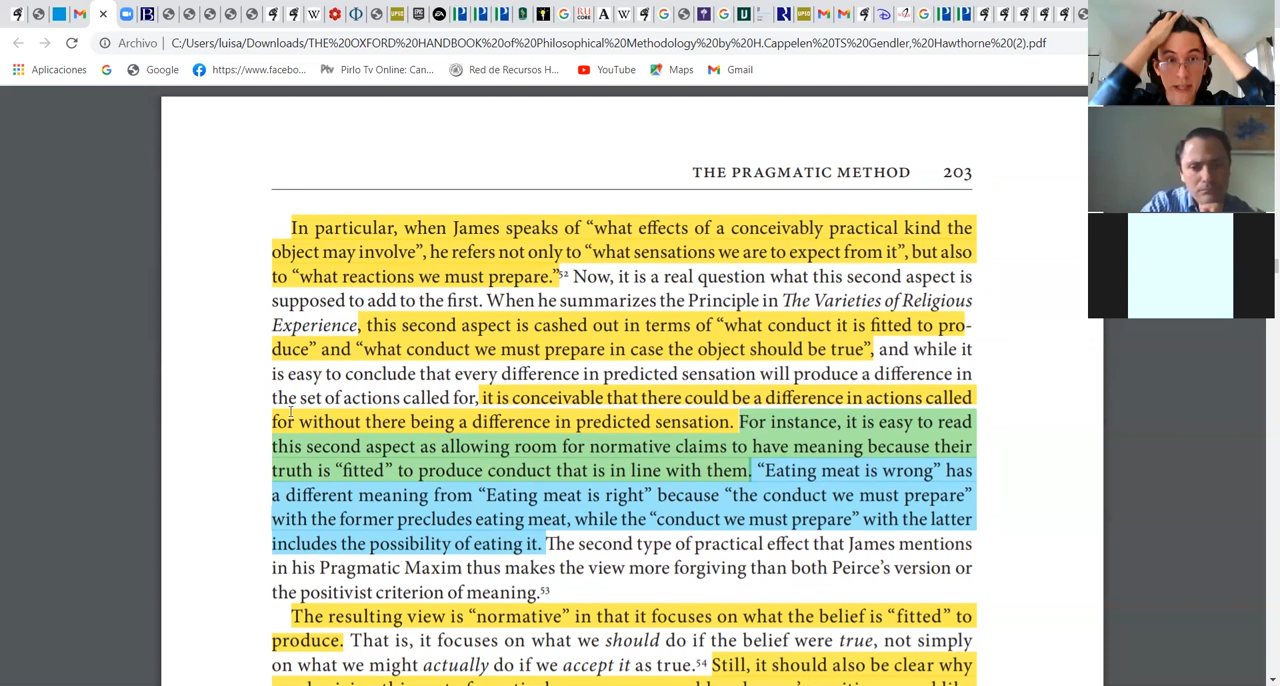 Archivo | C:/Users/luisa/Downloads/THE%20OXFORD%20HANDBOOK%20of%20Philosophical%20Methodology%20by%20H.Cappelen%20TS%20Gendler,%20Hawthorne%20(2).pdf
Aplicaciones Google https://www.facebo... Pirlo Tv Online: Can... Red de Recursos H... YouTube Maps Gmail
THE PRAGMATIC METHOD 203
In particular, when James speaks of “what effects of a conceivably practical kind the
object may involve”, he refers not only to “what sensations we are to expect from it”, but also
to “what reactions we must prepare.”52 Now, it is a real question what this second aspect is
supposed to add to the first. When he summarizes the Principle in The Varieties of Religious
Experience, this second aspect is cashed out in terms of “what conduct it is fitted to pro-
duce” and “what conduct we must prepare in case the object should be true”, and while it
is easy to conclude that every difference in predicted sensation will produce a difference in
the set of actions called for, it is conceivable that there could be a difference in actions called
for without there being a difference in predicted sensation. For instance, it is easy to read
this second aspect as allowing room for normative claims to have meaning because their
truth is “fitted” to produce conduct that is in line with them. “Eating meat is wrong” has
a different meaning from “Eating meat is right” because “the conduct we must prepare”
with the former precludes eating meat, while the “conduct we must prepare” with the latter
includes the possibility of eating it. The second type of practical effect that James mentions
in his Pragmatic Maxim thus makes the view more forgiving than both Peirce’s version or
the positivist criterion of meaning.53
The resulting view is “normative” in that it focuses on what the belief is “fitted” to
produce. That is, it focuses on what we should do if the belief were true, not simply
on what we might actually do if we accept it as true.54 Still, it should also be clear why